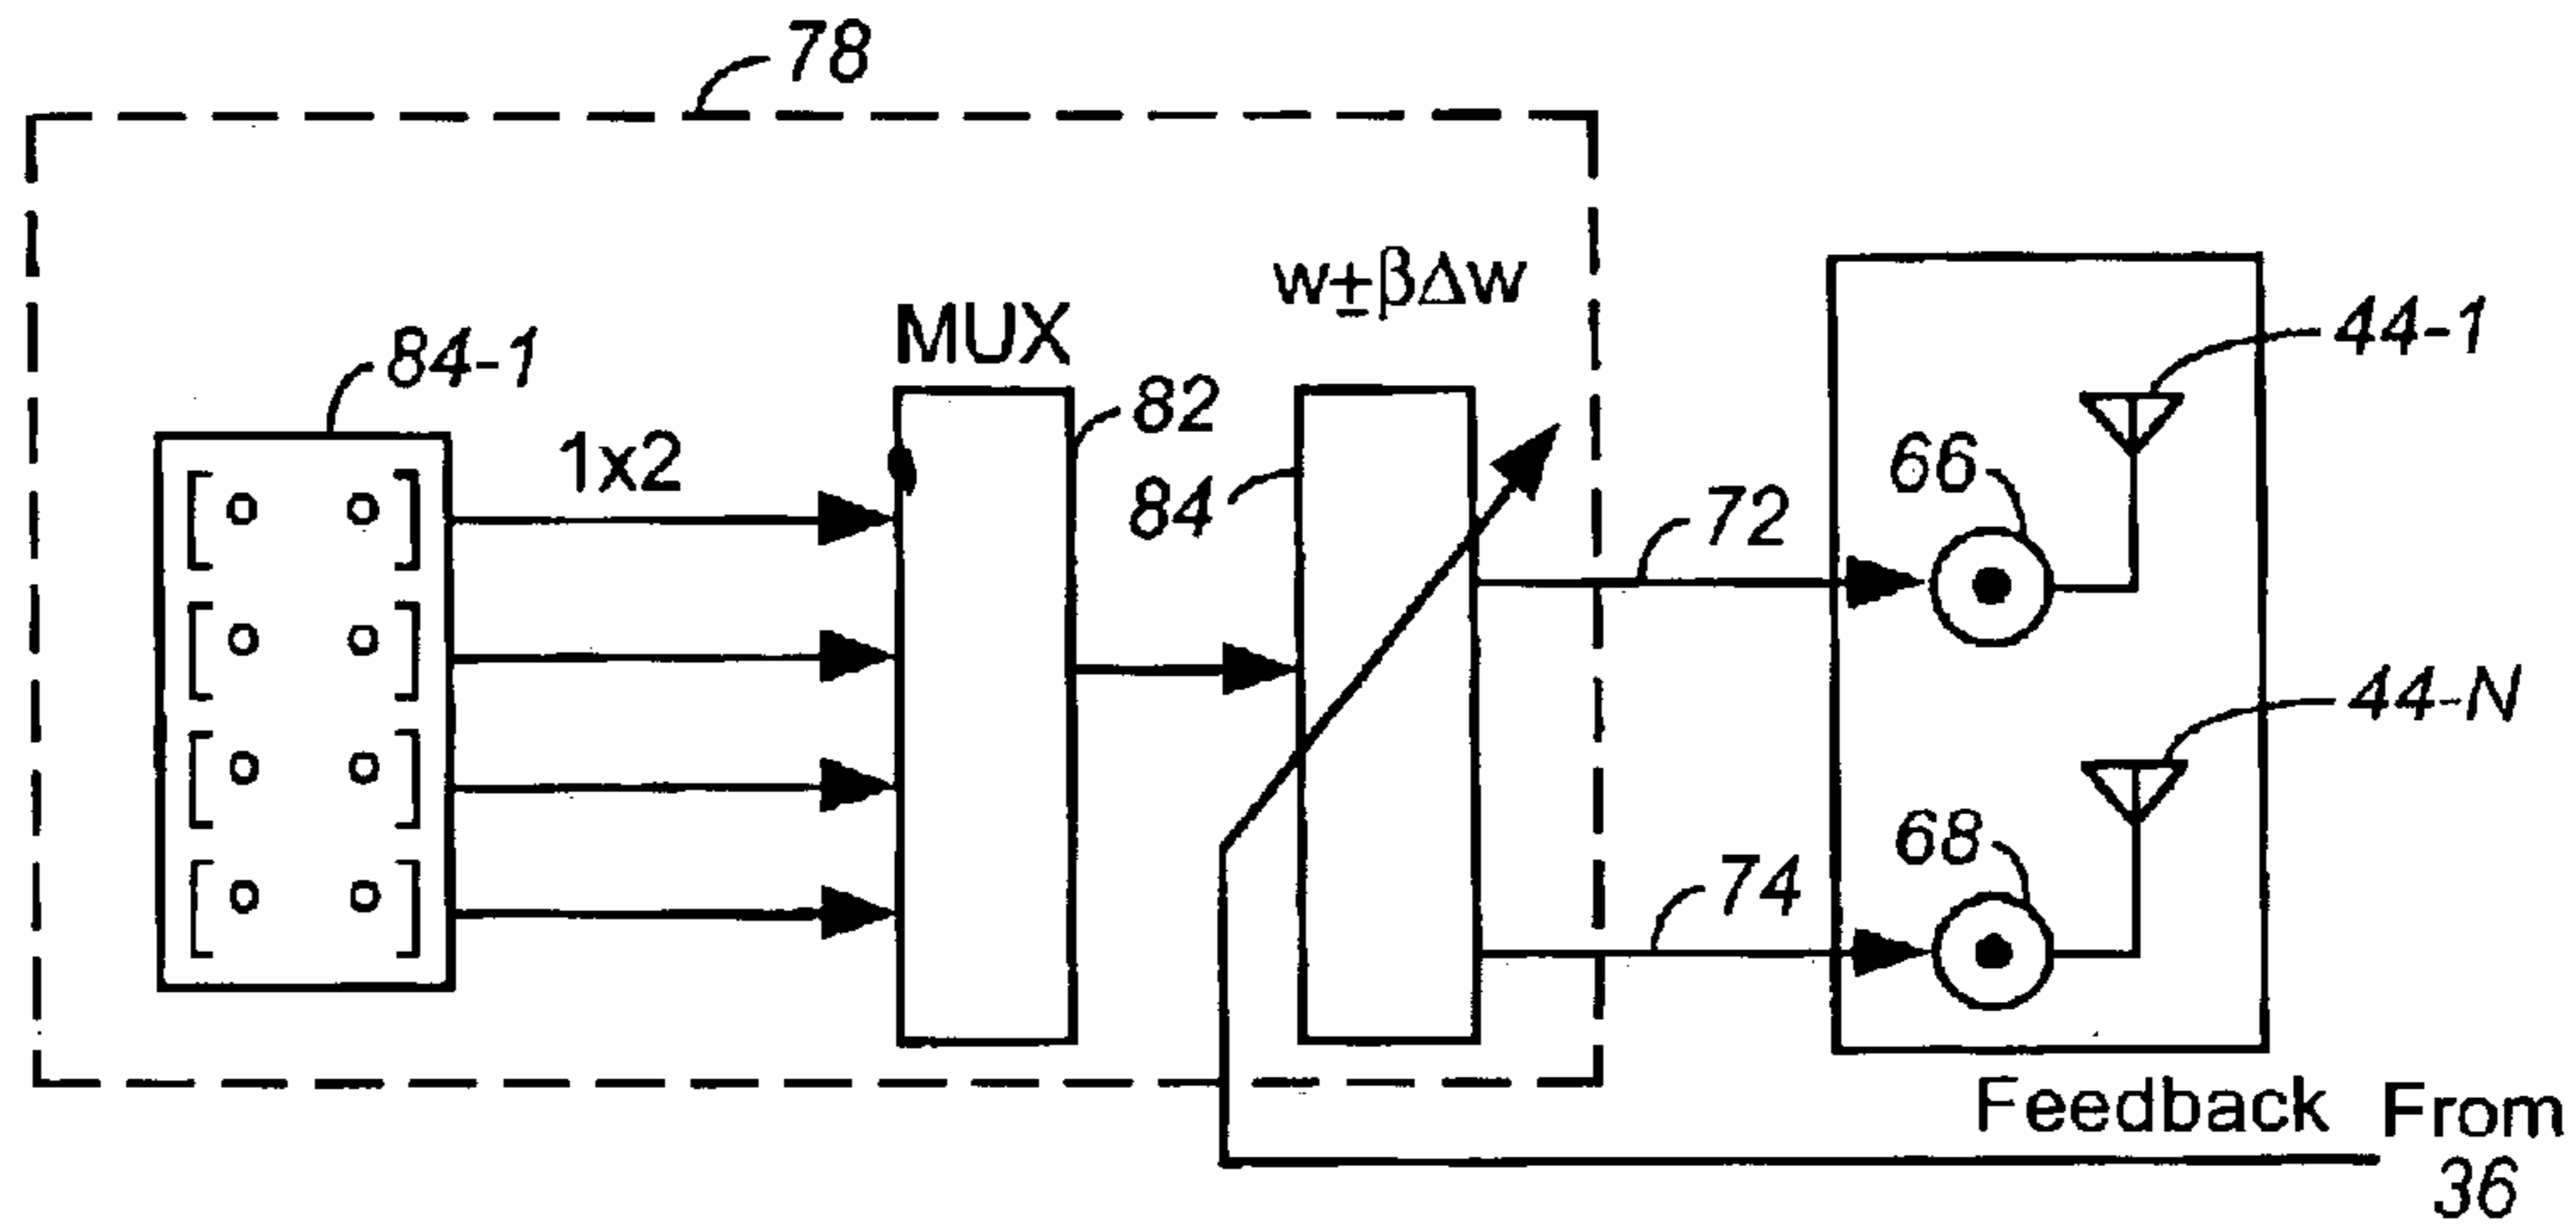 78
w±βΔw
MUX
84-1
82
1x2
84
72
66
44-1
74
68
44-N
[ o o ]
[ o o ]
[ o o ]
[ o o ]
Feedback From
36